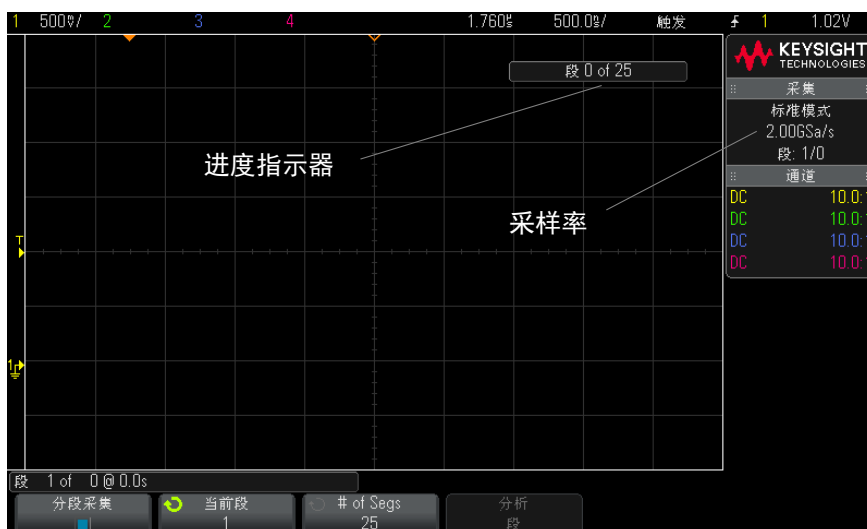 1 500㎷/ 2 3 4 1.760㎲ 500.0㎱/ 触发 1 1.02V
KEYSIGHT
TECHNOLOGIES
段 0 of 25
采集
标准模式
2.00GSa/s
段: 1/0
进度指示器
通道
DC 10.0:
DC 10.0:
采样率
DC 10.0:
DC 10.0:
T
1
段 1 of 0 @ 0.0s
分段采集 当前段 # of Segs 分析
1 25 段